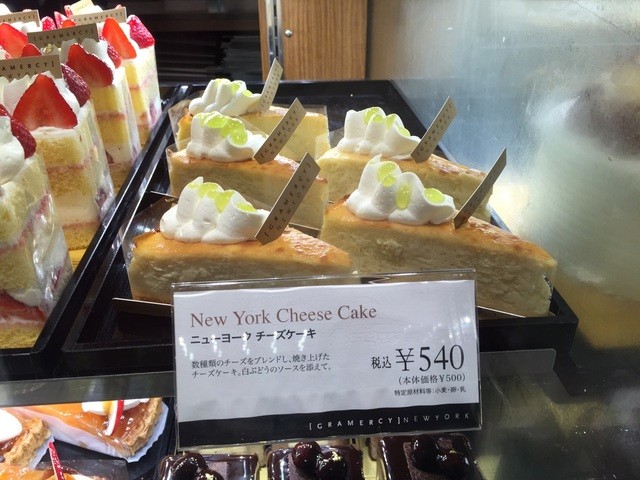 GRAMERCY]
[GRAMERCY]
New York Cheese Cake
ニューヨーク チーズケーキ
数種類のチーズをブレンドし、焼き上げた
チーズケーキ。白ぶどうのソースを添えて。
税込 ¥540
(本体価格¥500)
特定原材料等:小麦・卵・乳
[GRAMERCY]NEWYORK